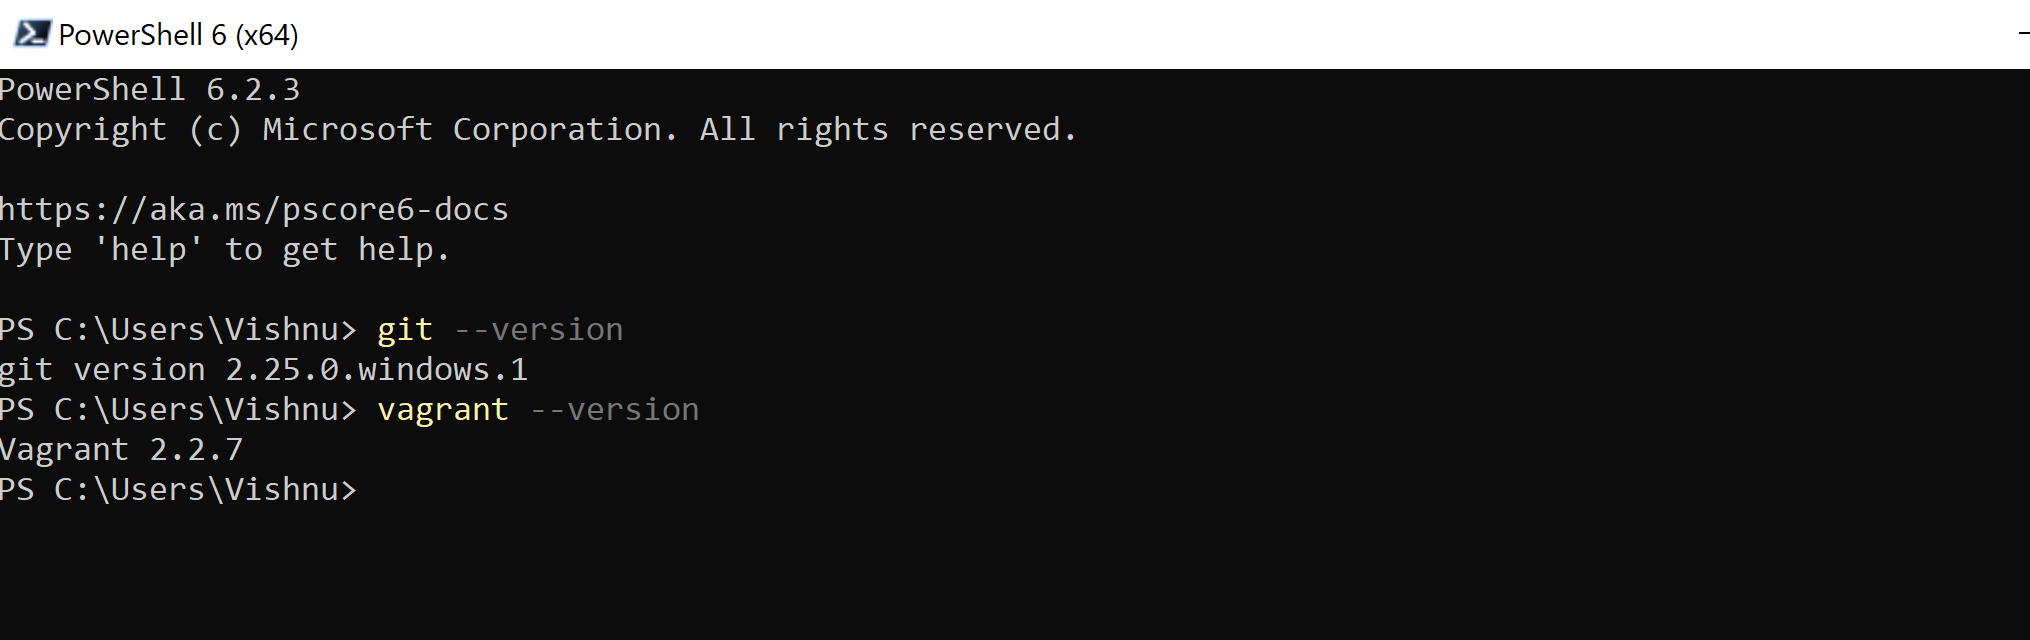 PowerShell 6 (x64)
PowerShell 6.2.3
Copyright (c) Microsoft Corporation. All rights reserved.
https://aka.ms/pscore6-docs
Type 'help' to get help.
PS C:\Users\Vishnu> git --version
git version 2.25.0.windows.1
PS C:\Users\Vishnu> vagrant --version
Vagrant 2.2.7
PS C:\Users\Vishnu>